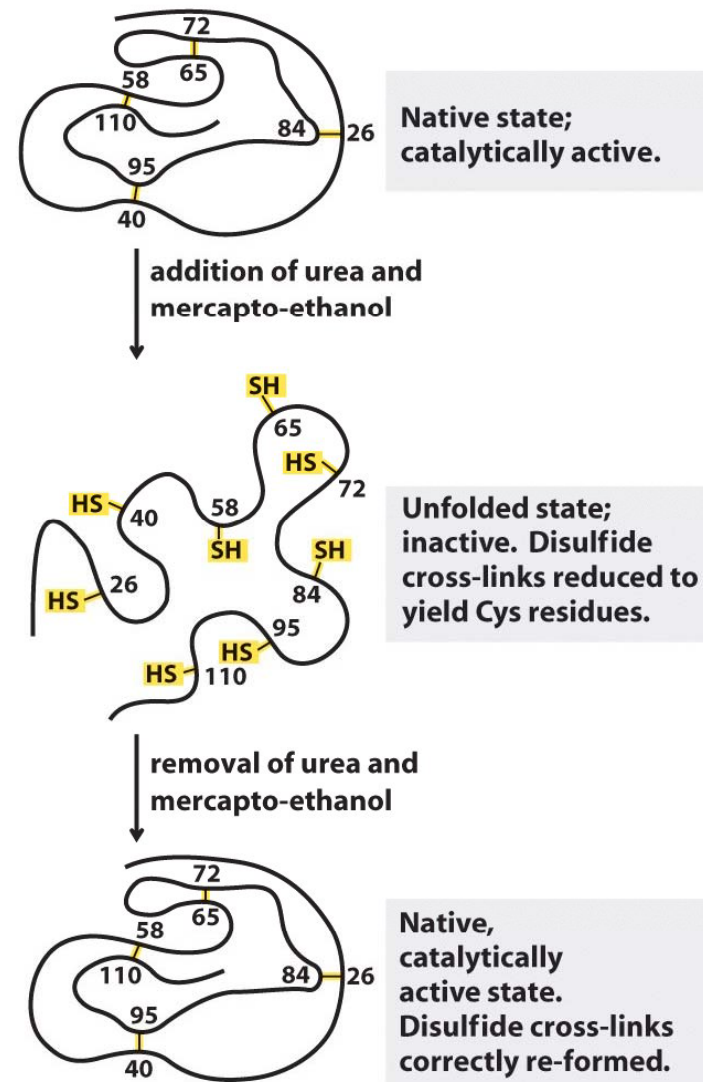 72
58
65
110
84
26
95
40
Native state;
catalytically active.
addition of urea and
mercapto-ethanol
SH
65
HS
72
HS
40
58
SH
SH
84
26
HS
95
HS
HS
110
Unfolded state;
inactive. Disulfide
cross-links reduced to
yield Cys residues.
removal of urea and
mercapto-ethanol
72
58
65
110
84
26
95
40
Native,
catalytically
active state.
Disulfide cross-links
correctly re-formed.